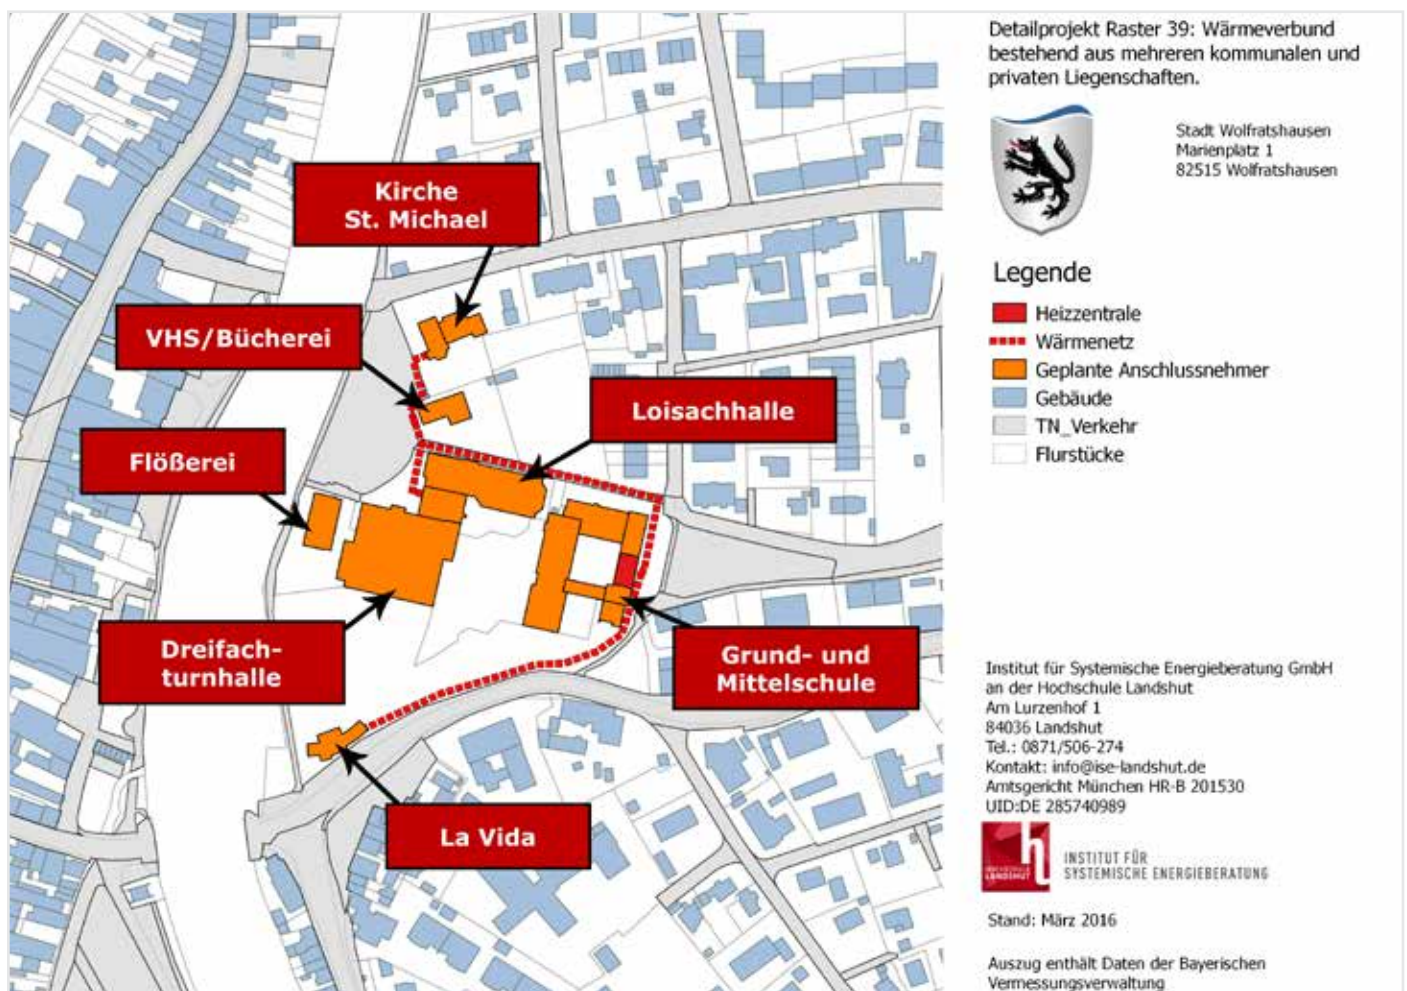 Detailprojekt Raster 39: Wärmeverbund
bestehend aus mehreren kommunalen und
privaten Liegenschaften.
Stadt Wolfratshausen
Marienplatz 1
82515 Wolfratshausen
Kirche
St. Michael
VHS/Bücherei
Loisachhalle
Flößerei
Dreifach-
turnhalle
Grund- und
Mittelschule
La Vida
Legende
Heizzentrale
Wärmenetz
Geplante Anschlussnehmer
Gebäude
TN_Verkehr
Flurstücke
Institut für Systemische Energieberatung GmbH
an der Hochschule Landshut
Am Lurzenhof 1
84036 Landshut
Tel.: 0871/506-274
Kontakt: info@ise-landshut.de
Amtsgericht München HR-B 201530
UID:DE 285740989
HOCHSCHULE
LANDSHUT
INSTITUT FÜR
SYSTEMISCHE ENERGIEBERATUNG
Stand: März 2016
Auszug enthält Daten der Bayerischen
Vermessungsverwaltung